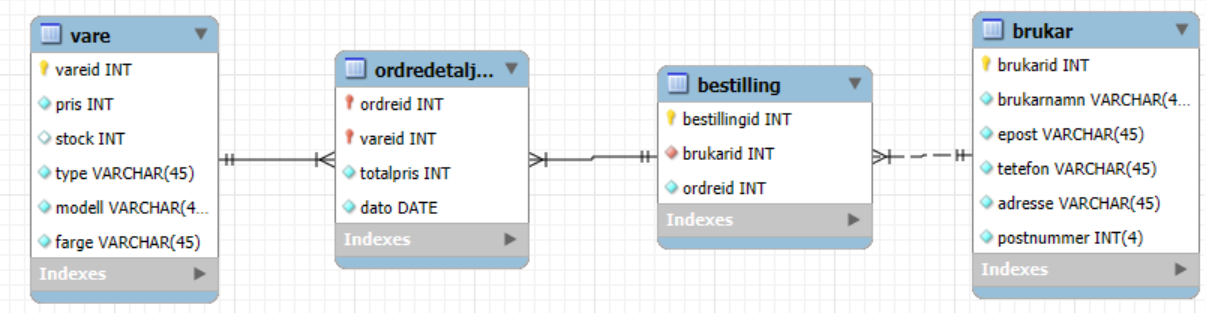 vare
vareid INT
pris INT
stock INT
type VARCHAR(45)
modell VARCHAR(4...
farge VARCHAR(45)
Indexes
ordredetalj...
ordreid INT
vareid INT
totalpris INT
dato DATE
Indexes
bestilling
bestillingid INT
brukarid INT
ordreid INT
Indexes
brukar
brukarid INT
brukarnamn VARCHAR(4...
epost VARCHAR(45)
tetefon VARCHAR(45)
adresse VARCHAR(45)
postnummer INT(4)
Indexes